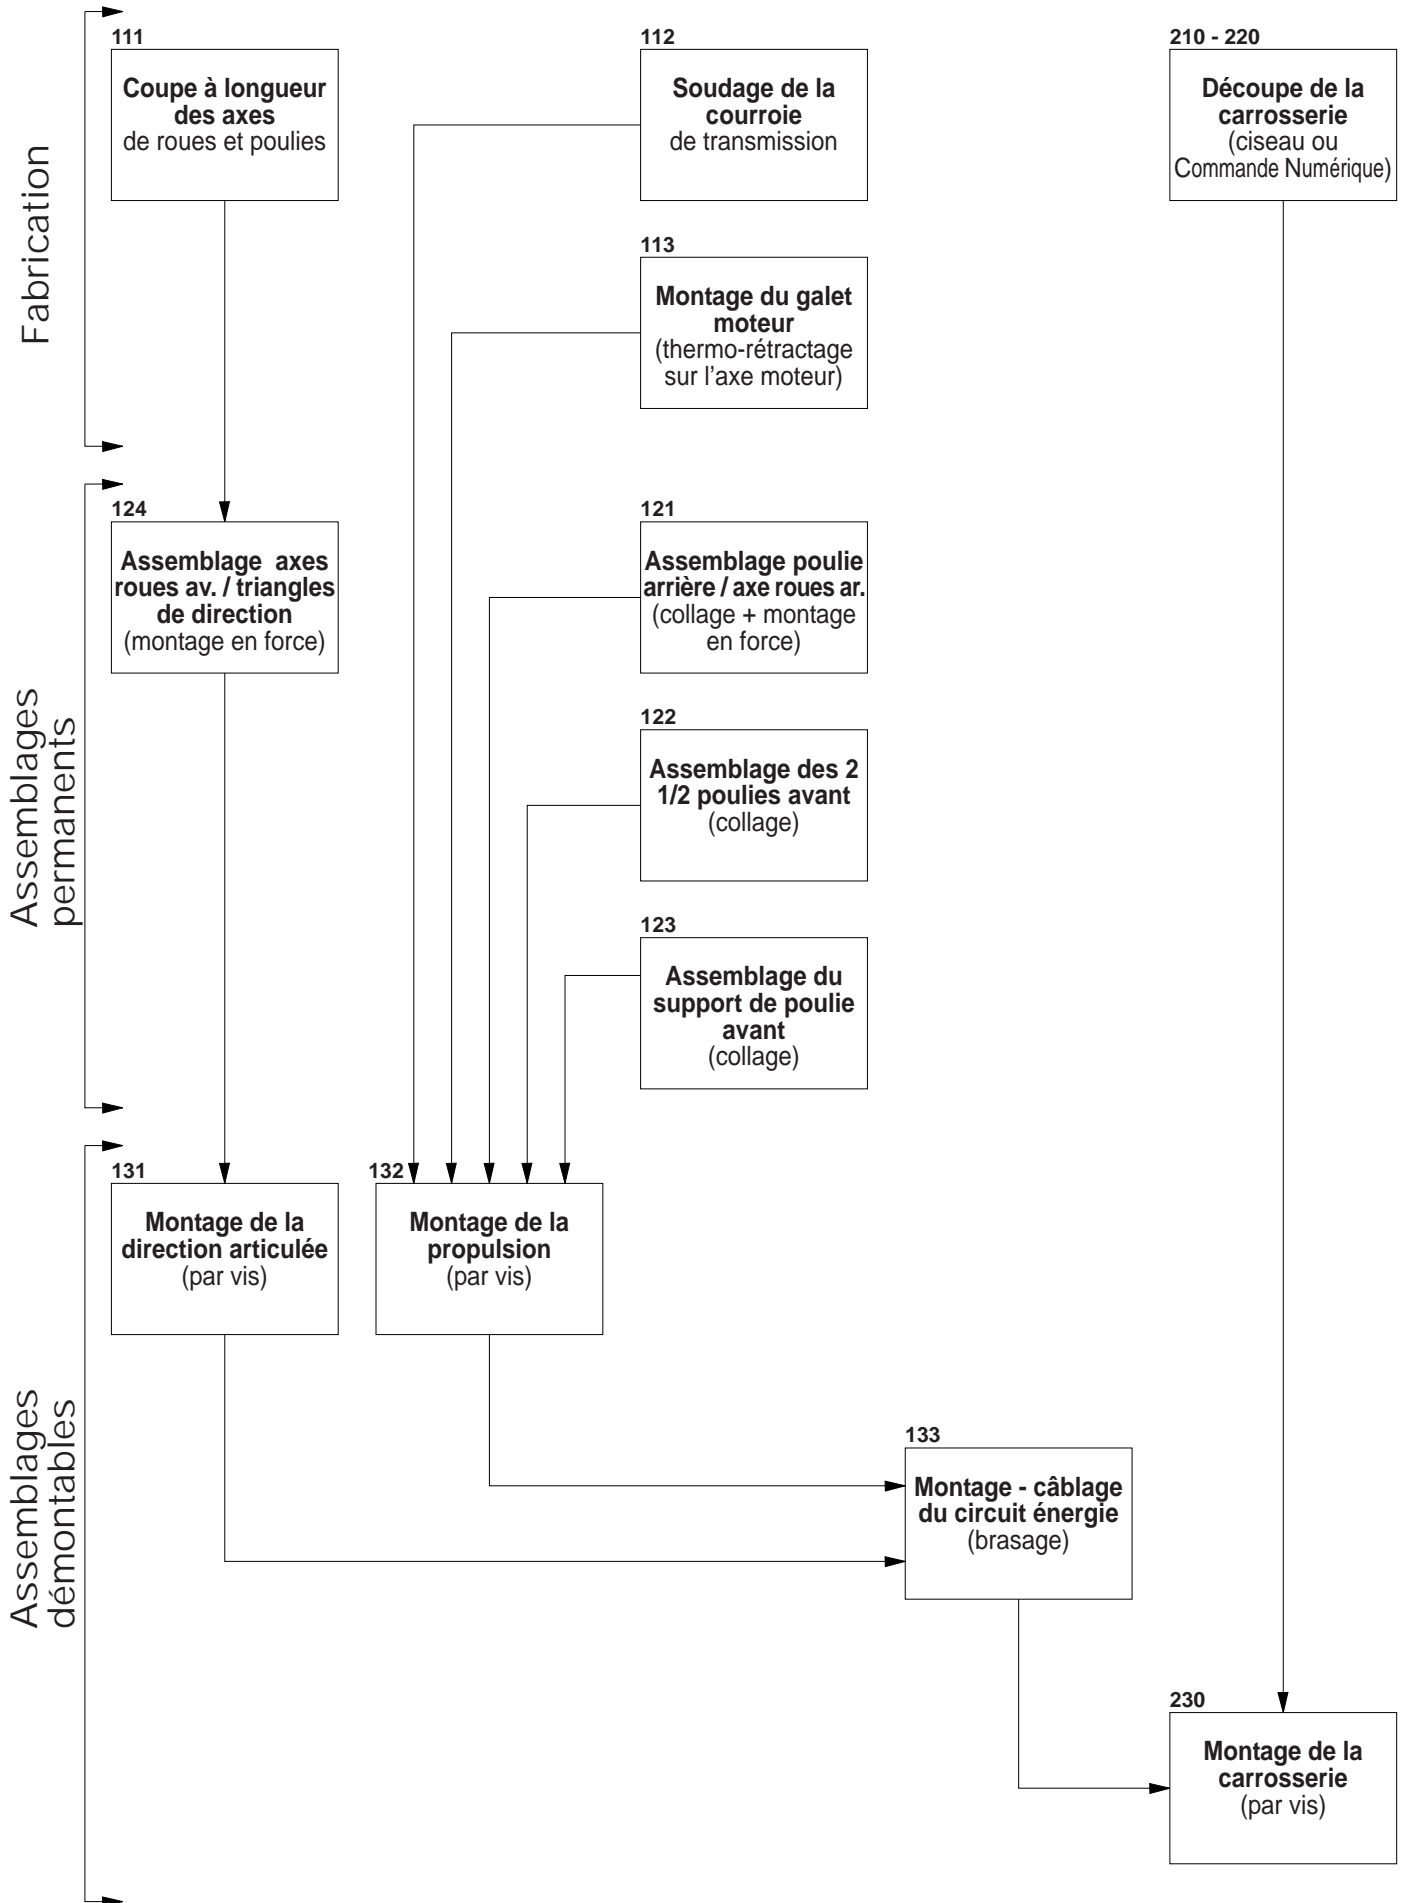 Fabrication
111
Coupe à longueur
des axes
de roues et poulies
112
Soudage de la
courroie
de transmission
210 - 220
Découpe de la
carrosserie
(ciseau ou
Commande Numérique)
113
Montage du galet
moteur
(thermo-rétractage
sur l'axe moteur)
Assemblages
permanents
124
Assemblage axes
roues av. / triangles
de direction
(montage en force)
121
Assemblage poulie
arrière / axe roues ar.
(collage + montage
en force)
122
Assemblage des 2
1/2 poulies avant
(collage)
123
Assemblage du
support de poulie
avant
(collage)
Assemblages
démontables
131
Montage de la
direction articulée
(par vis)
132
Montage de la
propulsion
(par vis)
133
Montage - câblage
du circuit énergie
(brasage)
230
Montage de la
carrosserie
(par vis)